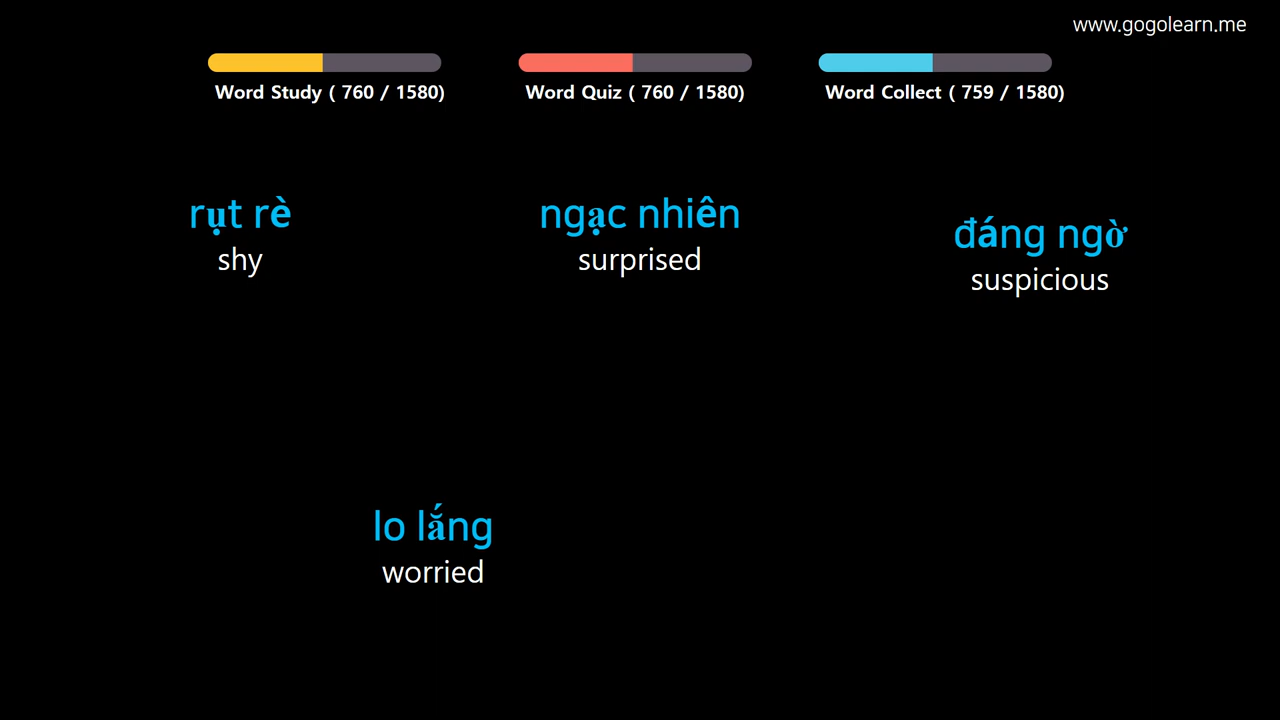 www.gogolearn.me
Word Study ( 760 / 1580)
Word Quiz ( 760 / 1580)
Word Collect ( 759 / 1580)
rụt rè
shy
ngạc nhiên
surprised
đáng ngờ
suspicious
lo lắng
worried